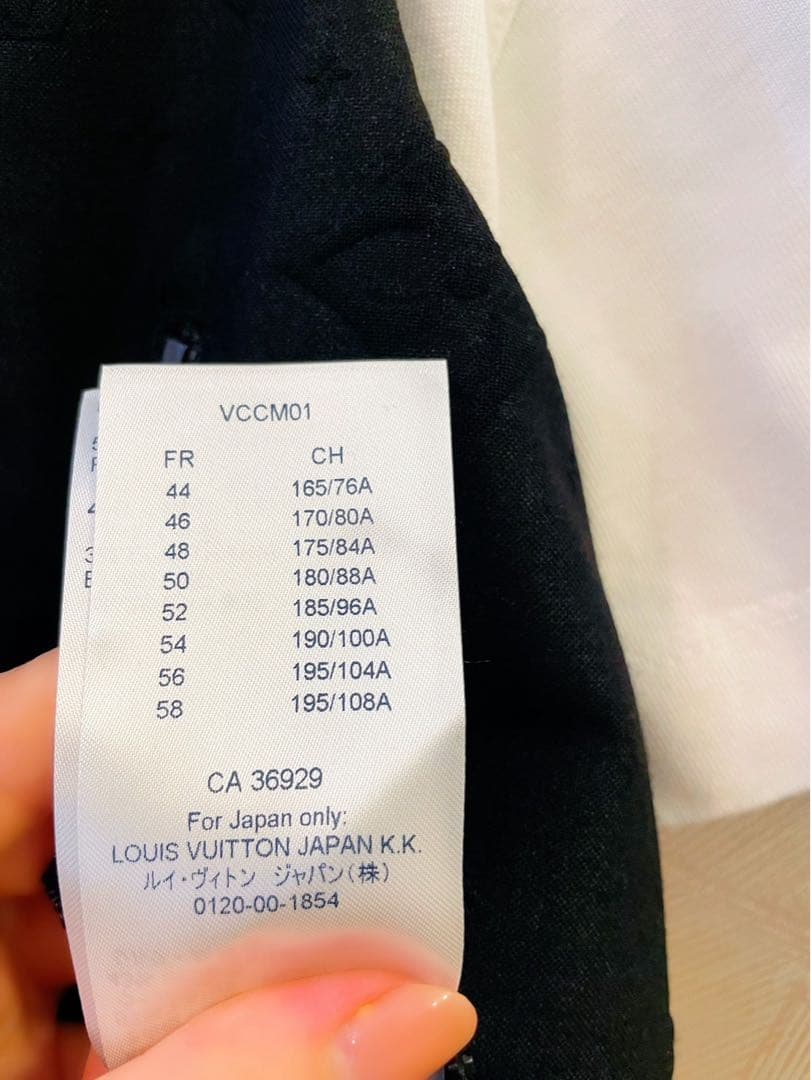 VCCM01
FR CH
44 165/76A
46 170/80A
48 175/84A
50 180/88A
52 185/96A
54 190/100A
56 195/104A
58 195/108A
CA 36929
For Japan only:
LOUIS VUITTON JAPAN K.K.
ルイ・ヴィトン ジャパン(株)
0120-00-1854